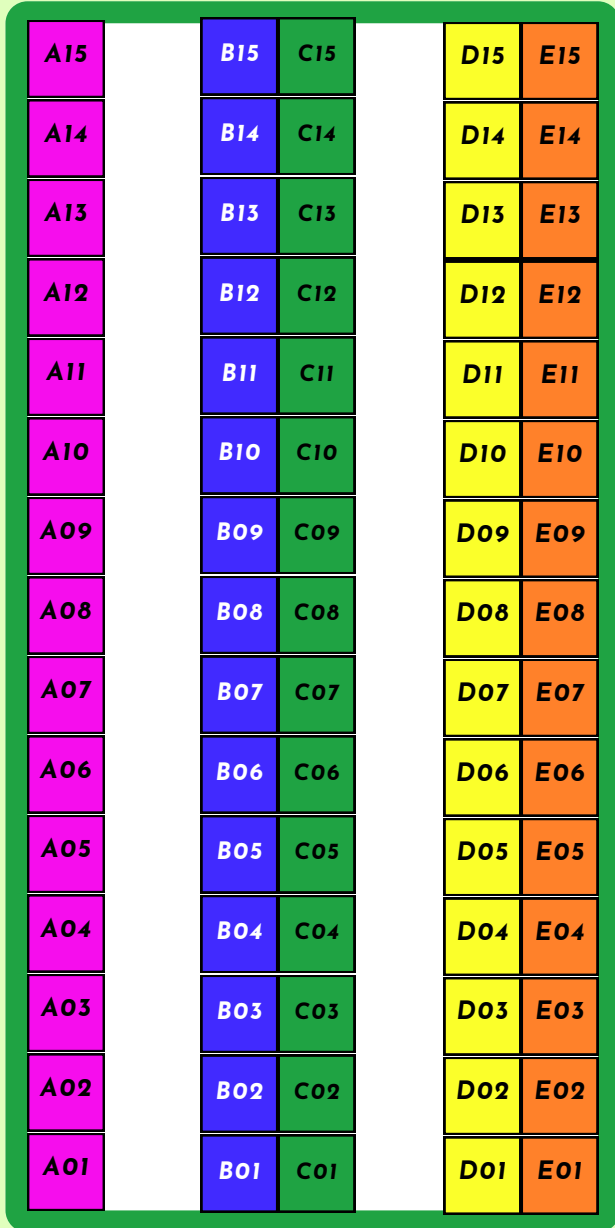 A15 B15 C15 D15 E15
A14 B14 C14 D14 E14
A13 B13 C13 D13 E13
A12 B12 C12 D12 E12
A11 B11 C11 D11 E11
A10 B10 C10 D10 E10
A09 B09 C09 D09 E09
A08 B08 C08 D08 E08
A07 B07 C07 D07 E07
A06 B06 C06 D06 E06
A05 B05 C05 D05 E05
A04 B04 C04 D04 E04
A03 B03 C03 D03 E03
A02 B02 C02 D02 E02
A01 B01 C01 D01 E01